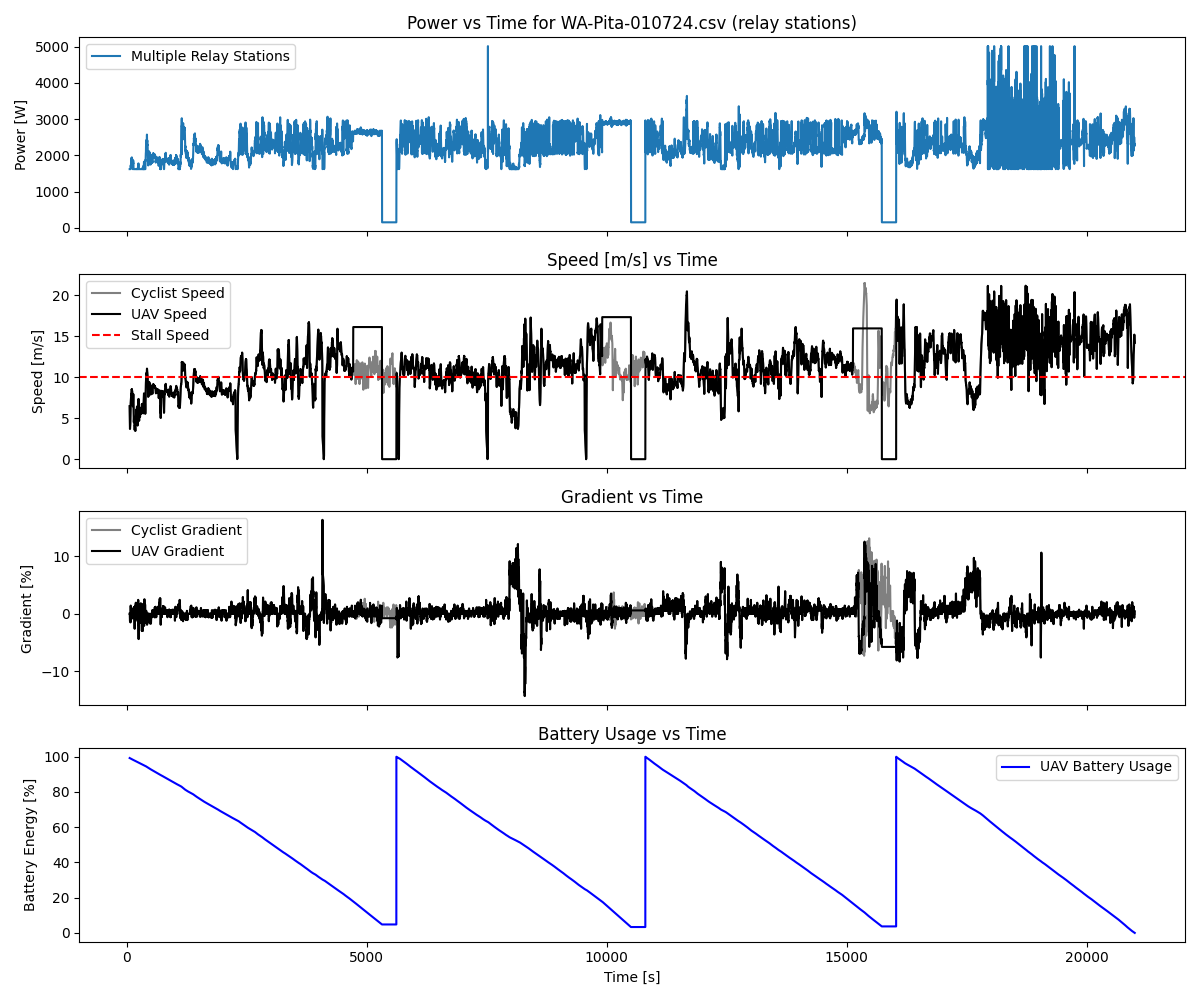 Power vs Time for WA-Pita-010724.csv (relay stations)
Power [W]
5000
4000
3000
2000
1000
0
Multiple Relay Stations
Speed [m/s] vs Time
Speed [m/s]
20
15
10
5
0
Cyclist Speed
UAV Speed
Stall Speed
Gradient vs Time
Gradient [%]
10
0
−10
Cyclist Gradient
UAV Gradient
Battery Usage vs Time
Battery Energy [%]
100
80
60
40
20
0
UAV Battery Usage
0 5000 10000 15000 20000
Time [s]